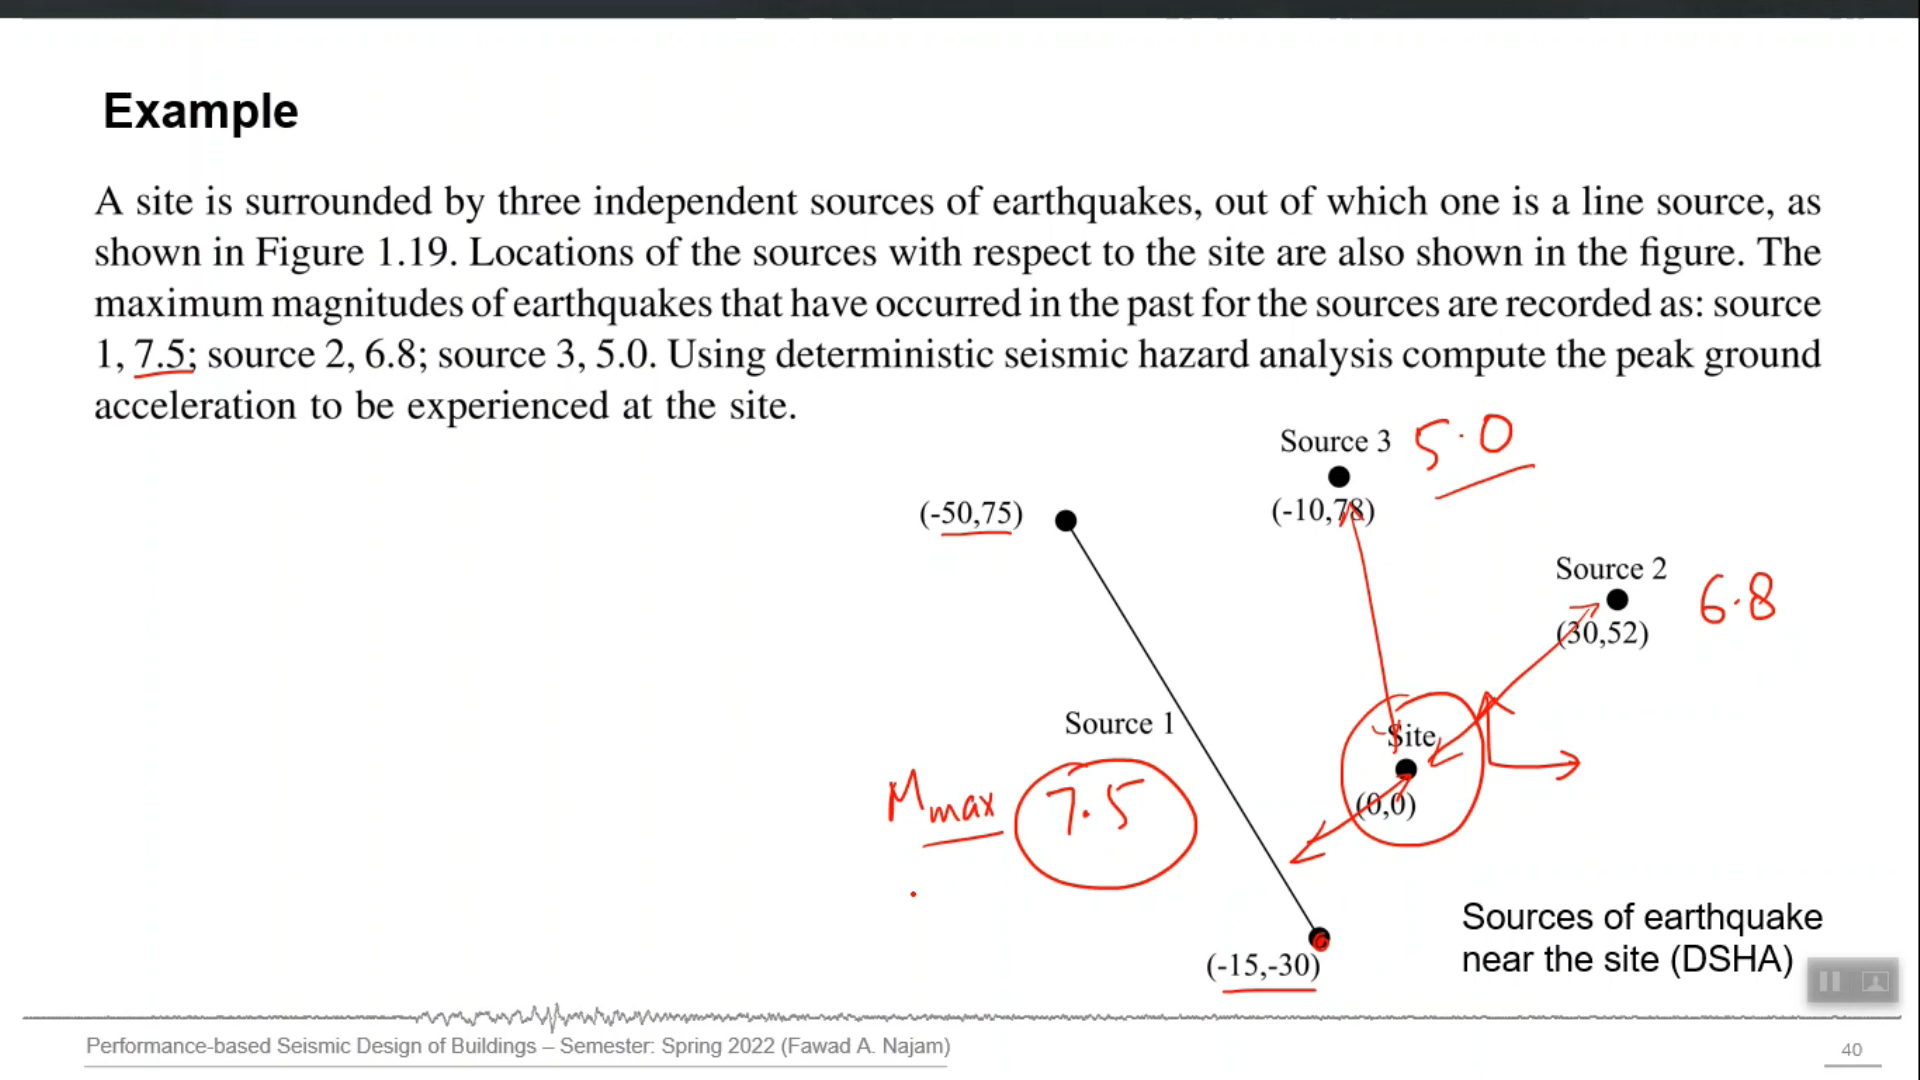 Example
A site is surrounded by three independent sources of earthquakes, out of which one is a line source, as
shown in Figure 1.19. Locations of the sources with respect to the site are also shown in the figure. The
maximum magnitudes of earthquakes that have occurred in the past for the sources are recorded as: source
1, 7.5; source 2, 6.8; source 3, 5.0. Using deterministic seismic hazard analysis compute the peak ground
acceleration to be experienced at the site.
Source 3 5.0
(-10,78)
(-50,75)
Source 2
6.8
(30,52)
Source 1
Site
(0,0)
Mmax 7.5
(-15,-30)
Sources of earthquake
near the site (DSHA)
Performance-based Seismic Design of Buildings – Semester: Spring 2022 (Fawad A. Najam)
40